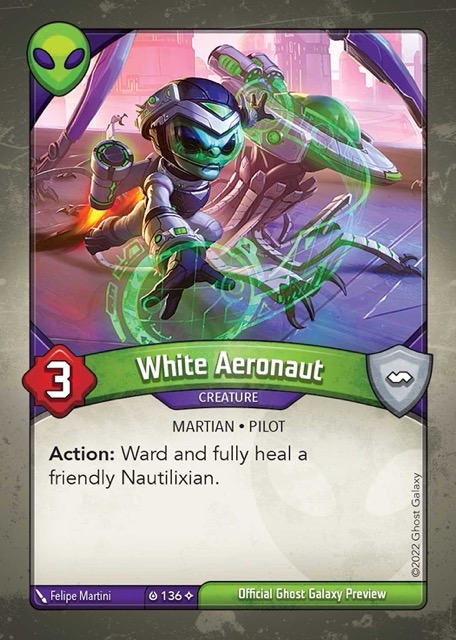 3
White Aeronaut
CREATURE
MARTIAN • PILOT
Action: Ward and fully heal a
friendly Nautilixian.
©2022 Ghost Galaxy
Felipe Martini
136
Official Ghost Galaxy Preview